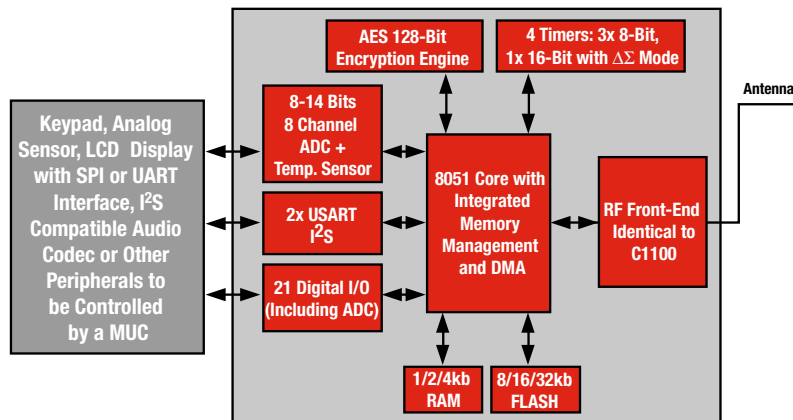 AES 128-Bit
Encryption Engine
4 Timers: 3x 8-Bit,
1x 16-Bit with ΔΣ Mode
Antenna
Keypad, Analog
Sensor, LCD Display
with SPI or UART
Interface, I²S
Compatible Audio
Codec or Other
Peripherals to
be Controlled
by a MUC
8-14 Bits
8 Channel
ADC +
Temp. Sensor
2x USART
I²S
21 Digital I/O
(Including ADC)
8051 Core with
Integrated
Memory
Management
and DMA
RF Front-End
Identical to
C1100
1/2/4kb
RAM
8/16/32kb
FLASH